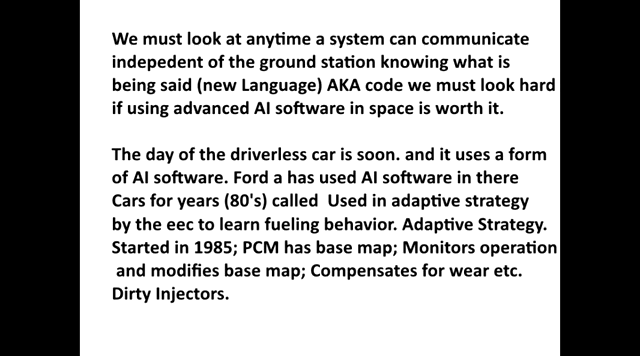 We must look at anytime a system can communicate
indepedent of the ground station knowing what is
being said (new Language) AKA code we must look hard
if using advanced AI software in space is worth it.
The day of the driverless car is soon. and it uses a form
of AI software. Ford a has used AI software in there
Cars for years (80's) called  Used in adaptive strategy
by the eec to learn fueling behavior. Adaptive Strategy.
Started in 1985; PCM has base map; Monitors operation
and modifies base map; Compensates for wear etc.
Dirty Injectors.